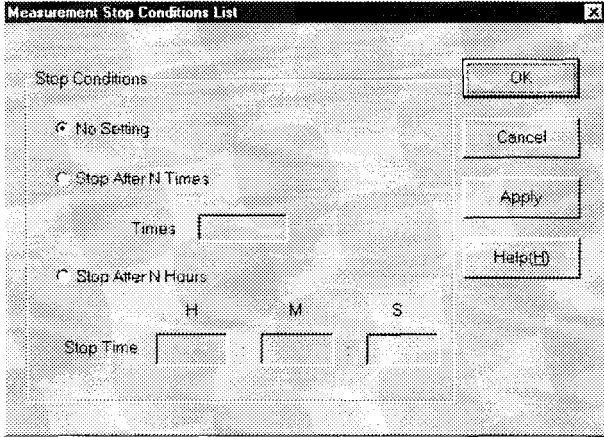 Measurement Stop Conditions List
Stop Conditions
No Setting
Stop After N Times
Times
Stop After N Hours
H M S
Stop Time : :
OK
Cancel
Apply
Help(H)